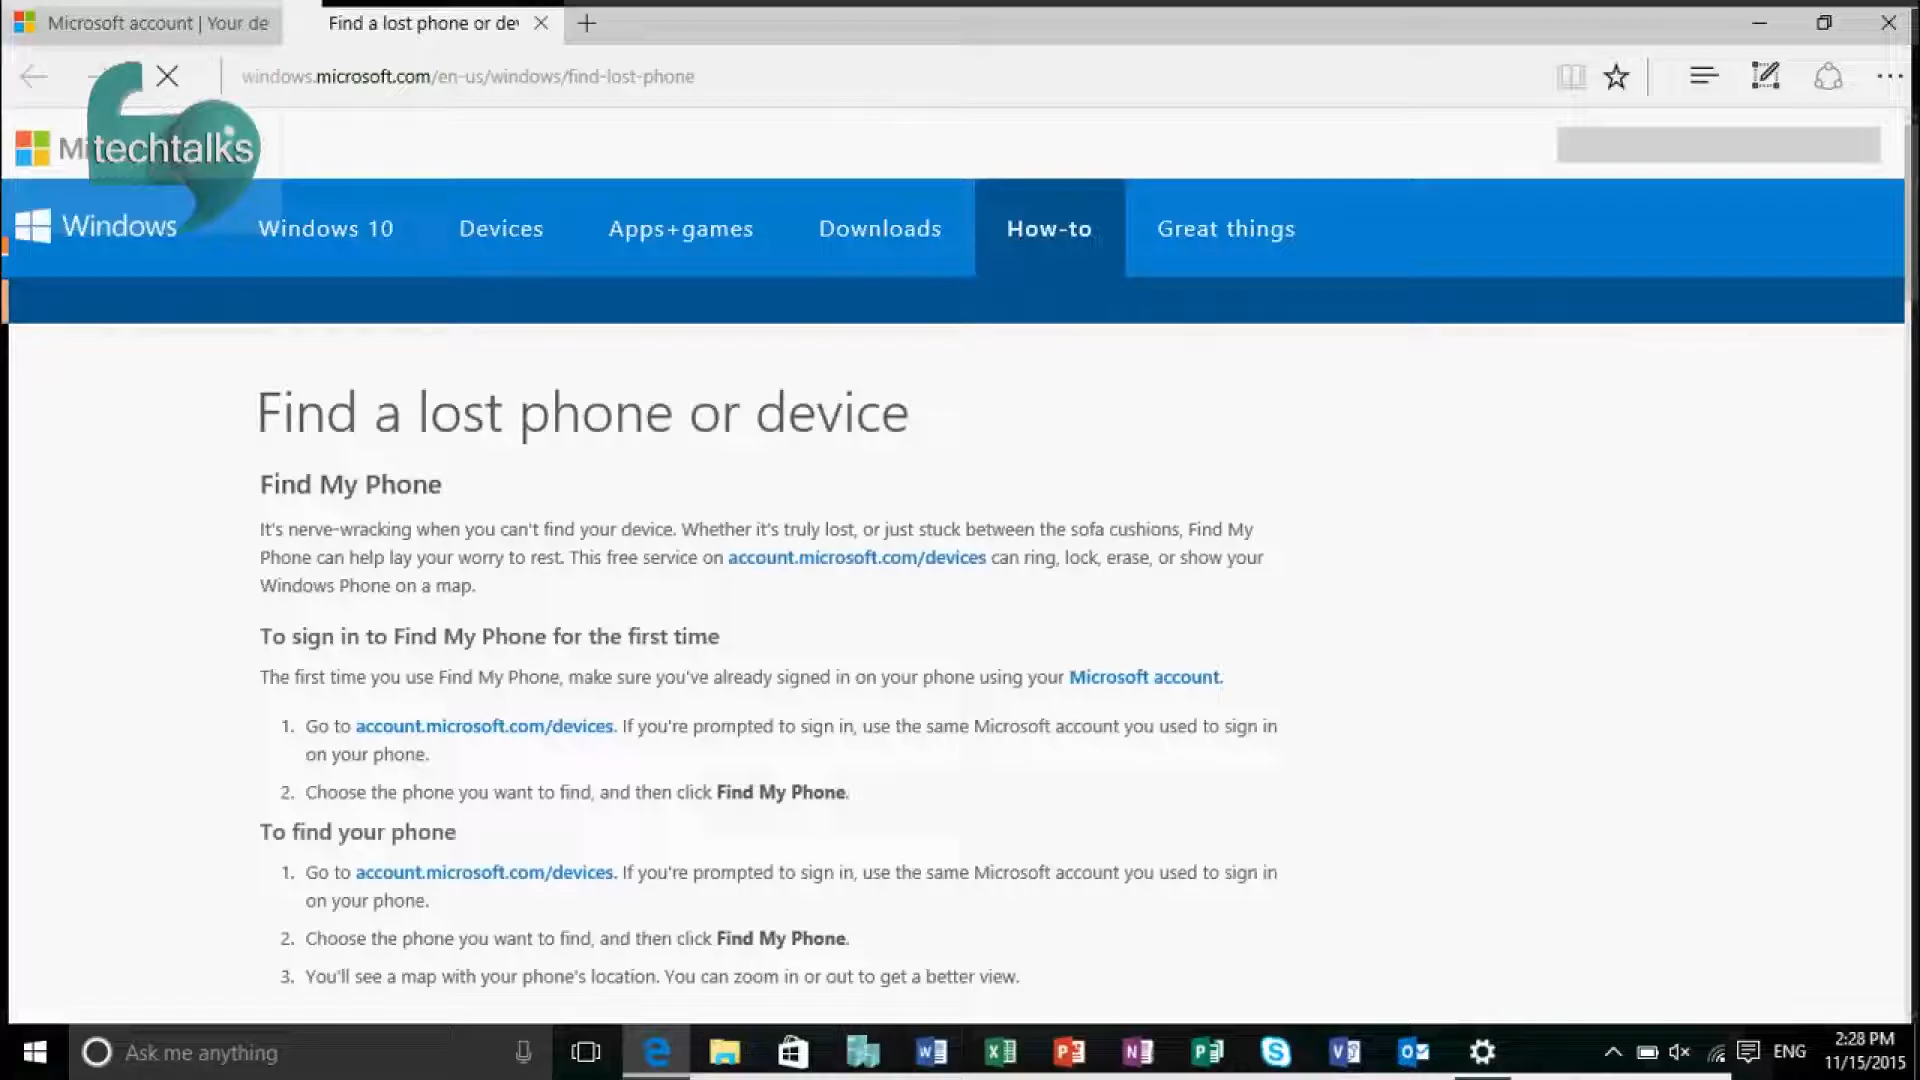 Microsoft account | Your de
Find a lost phone or dev
windows.microsoft.com/en-us/windows/find-lost-phone
techtalks
Windows
Windows 10
Devices
Apps+games
Downloads
How-to
Great things
Find a lost phone or device
Find My Phone
It's nerve-wracking when you can't find your device. Whether it's truly lost, or just stuck between the sofa cushions, Find My
Phone can help lay your worry to rest. This free service on account.microsoft.com/devices can ring, lock, erase, or show your
Windows Phone on a map.
To sign in to Find My Phone for the first time
The first time you use Find My Phone, make sure you've already signed in on your phone using your Microsoft account.
1. Go to account.microsoft.com/devices. If you're prompted to sign in, use the same Microsoft account you used to sign in
on your phone.
2. Choose the phone you want to find, and then click Find My Phone.
To find your phone
1. Go to account.microsoft.com/devices. If you're prompted to sign in, use the same Microsoft account you used to sign in
on your phone.
2. Choose the phone you want to find, and then click Find My Phone.
3. You'll see a map with your phone's location. You can zoom in or out to get a better view.
Ask me anything
ENG
2:28 PM
11/15/2015